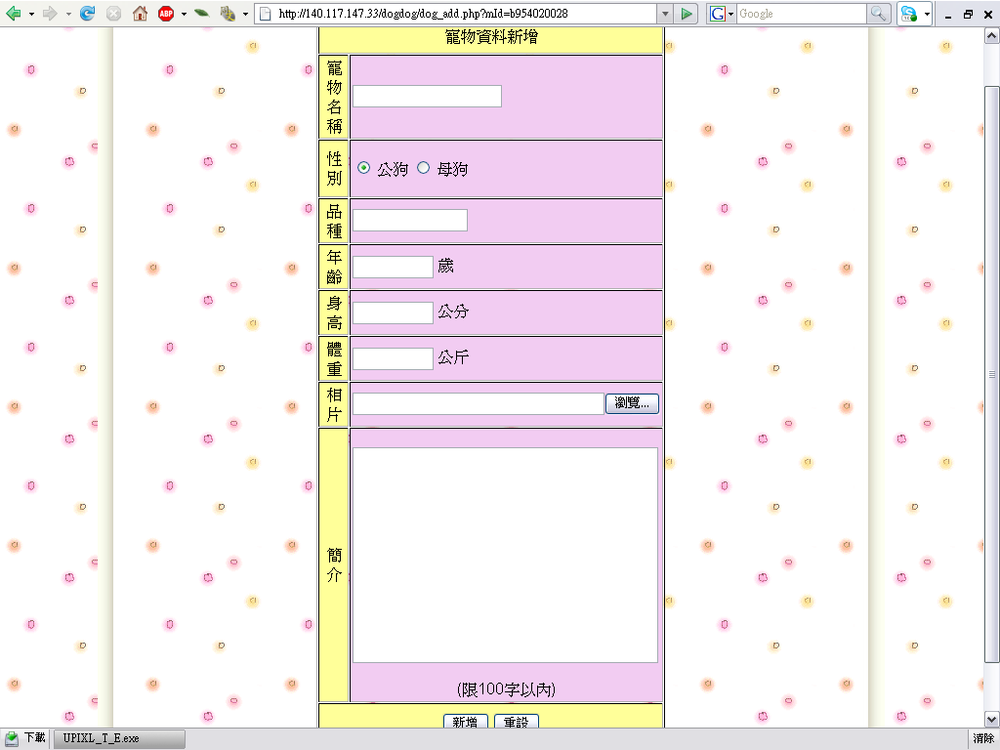 ABP
http://140.117.147.33/dogdog/dog_add.php?mId=b954020028
G
Google
寵物資料新增
寵物名稱
性別
公狗 母狗
品種
年齡
歲
身高
公分
體重
公斤
相片
瀏覽...
簡介
(限100字以內)
新增 重設
下載
UPIXL_T_E.exe
清除